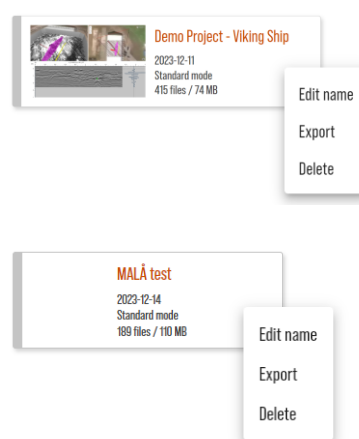 Demo Project - Viking Ship
2023-12-11
Standard mode
415 files / 74 MB
Edit name
Export
Delete
MALÅ test
2023-12-14
Standard mode
189 files / 110 MB
Edit name
Export
Delete